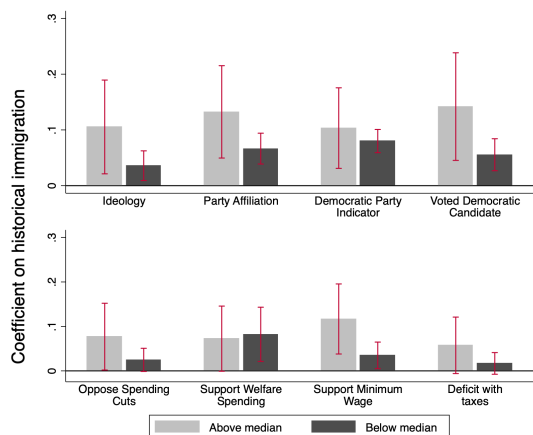 Coefficient on historical immigration
.3
.2
.1
0
Ideology
Party Affiliation
Democratic Party
Indicator
Voted Democratic
Candidate
.3
.2
.1
0
Oppose Spending
Cuts
Support Welfare
Spending
Support Minimum
Wage
Deficit with
taxes
Above median
Below median